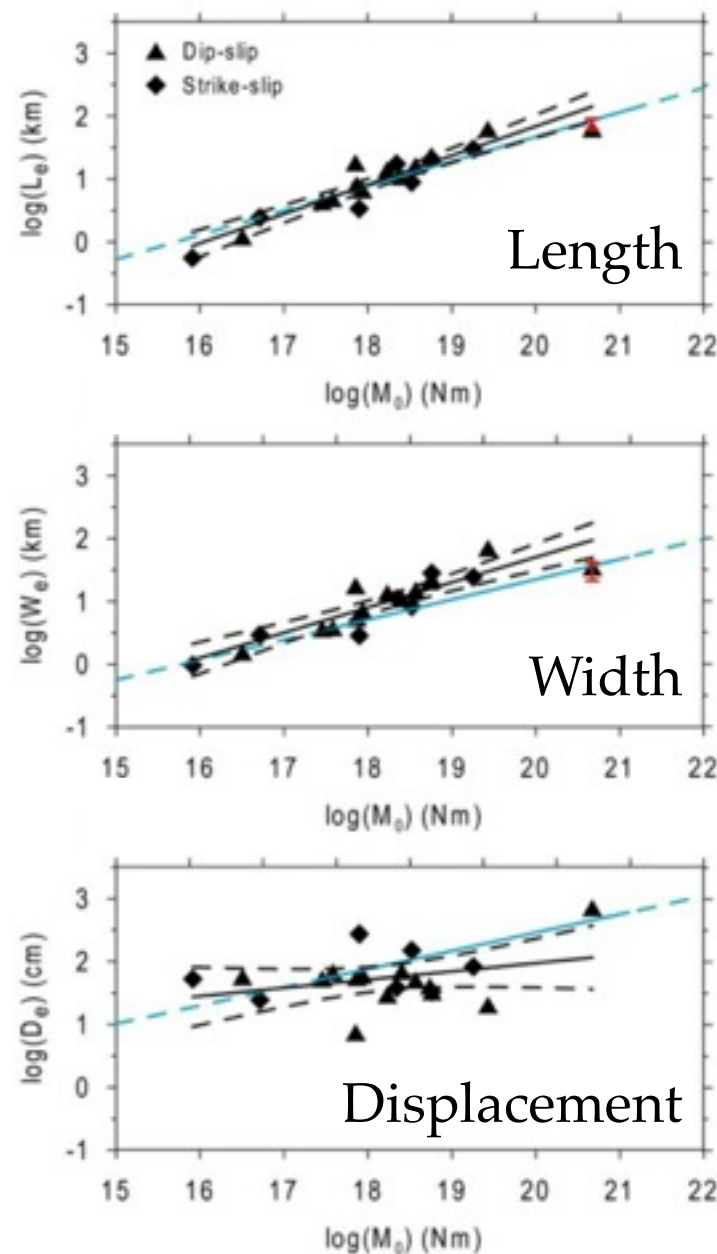 3
2
1
0
-1
log(Le) (km)
Dip-slip
Strike-slip
Length
15 16 17 18 19 20 21 22
log(M₀) (Nm)
3
2
1
0
-1
log(We) (km)
Width
15 16 17 18 19 20 21 22
log(M₀) (Nm)
3
2
1
0
-1
log(De) (cm)
Displacement
15 16 17 18 19 20 21 22
log(M₀) (Nm)